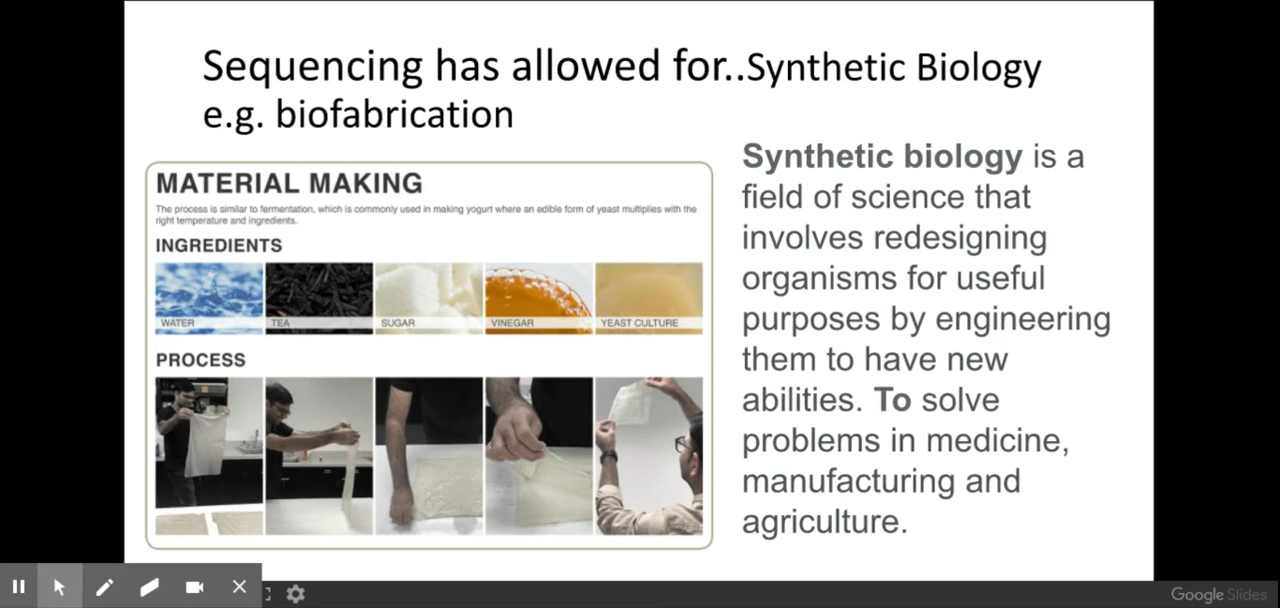 Sequencing has allowed for..Synthetic Biology
e.g. biofabrication
MATERIAL MAKING
The process is similar to fermentation, which is commonly used in making yogurt where an edible form of yeast multiplies with the
right temperature and ingredients.
INGREDIENTS
WATER
TEA
SUGAR
VINEGAR
YEAST CULTURE
PROCESS
Synthetic biology is a
field of science that
involves redesigning
organisms for useful
purposes by engineering
them to have new
abilities. To solve
problems in medicine,
manufacturing and
agriculture.
Google Slides